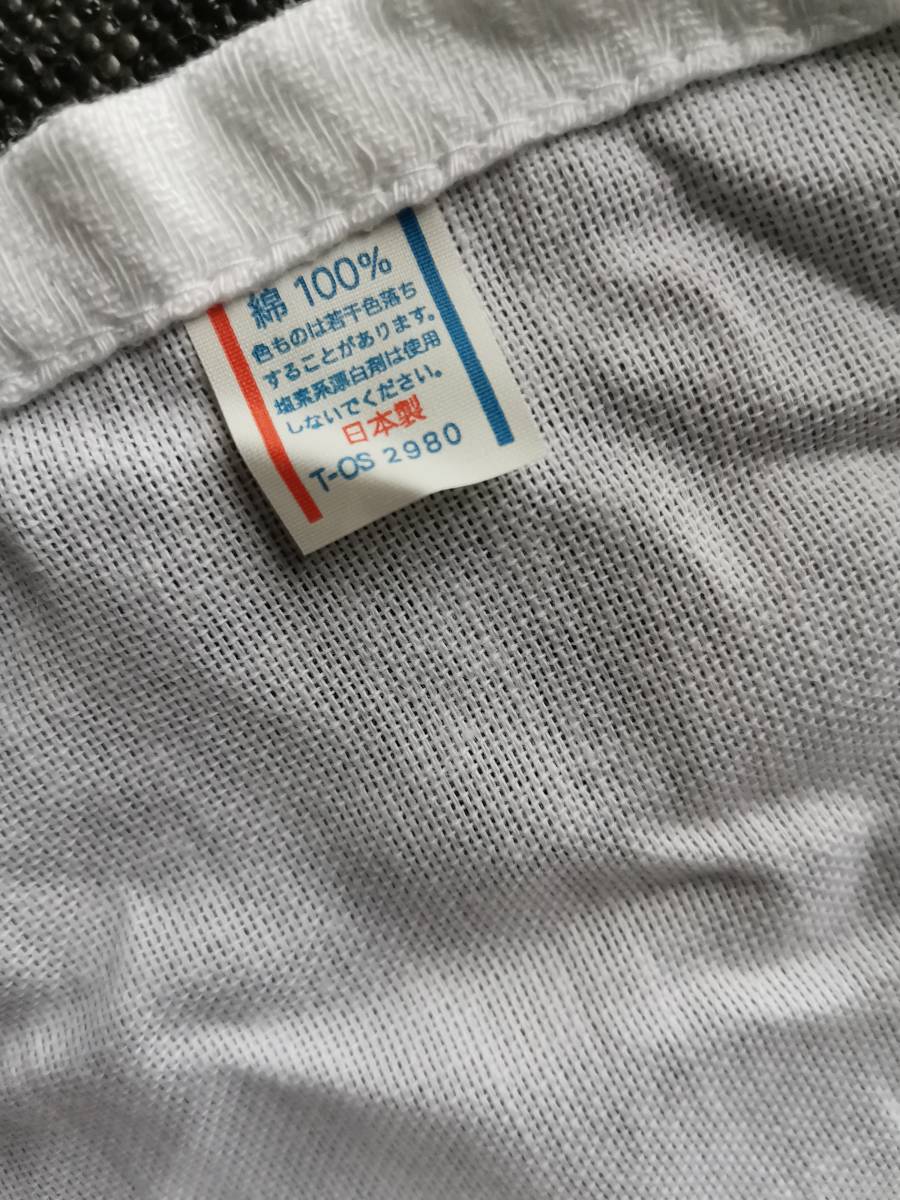 綿 100%
色ものは若干色落ち
することがあります。
塩素系漂白剤は使用
しないでください。
日本製
T-OS 2980